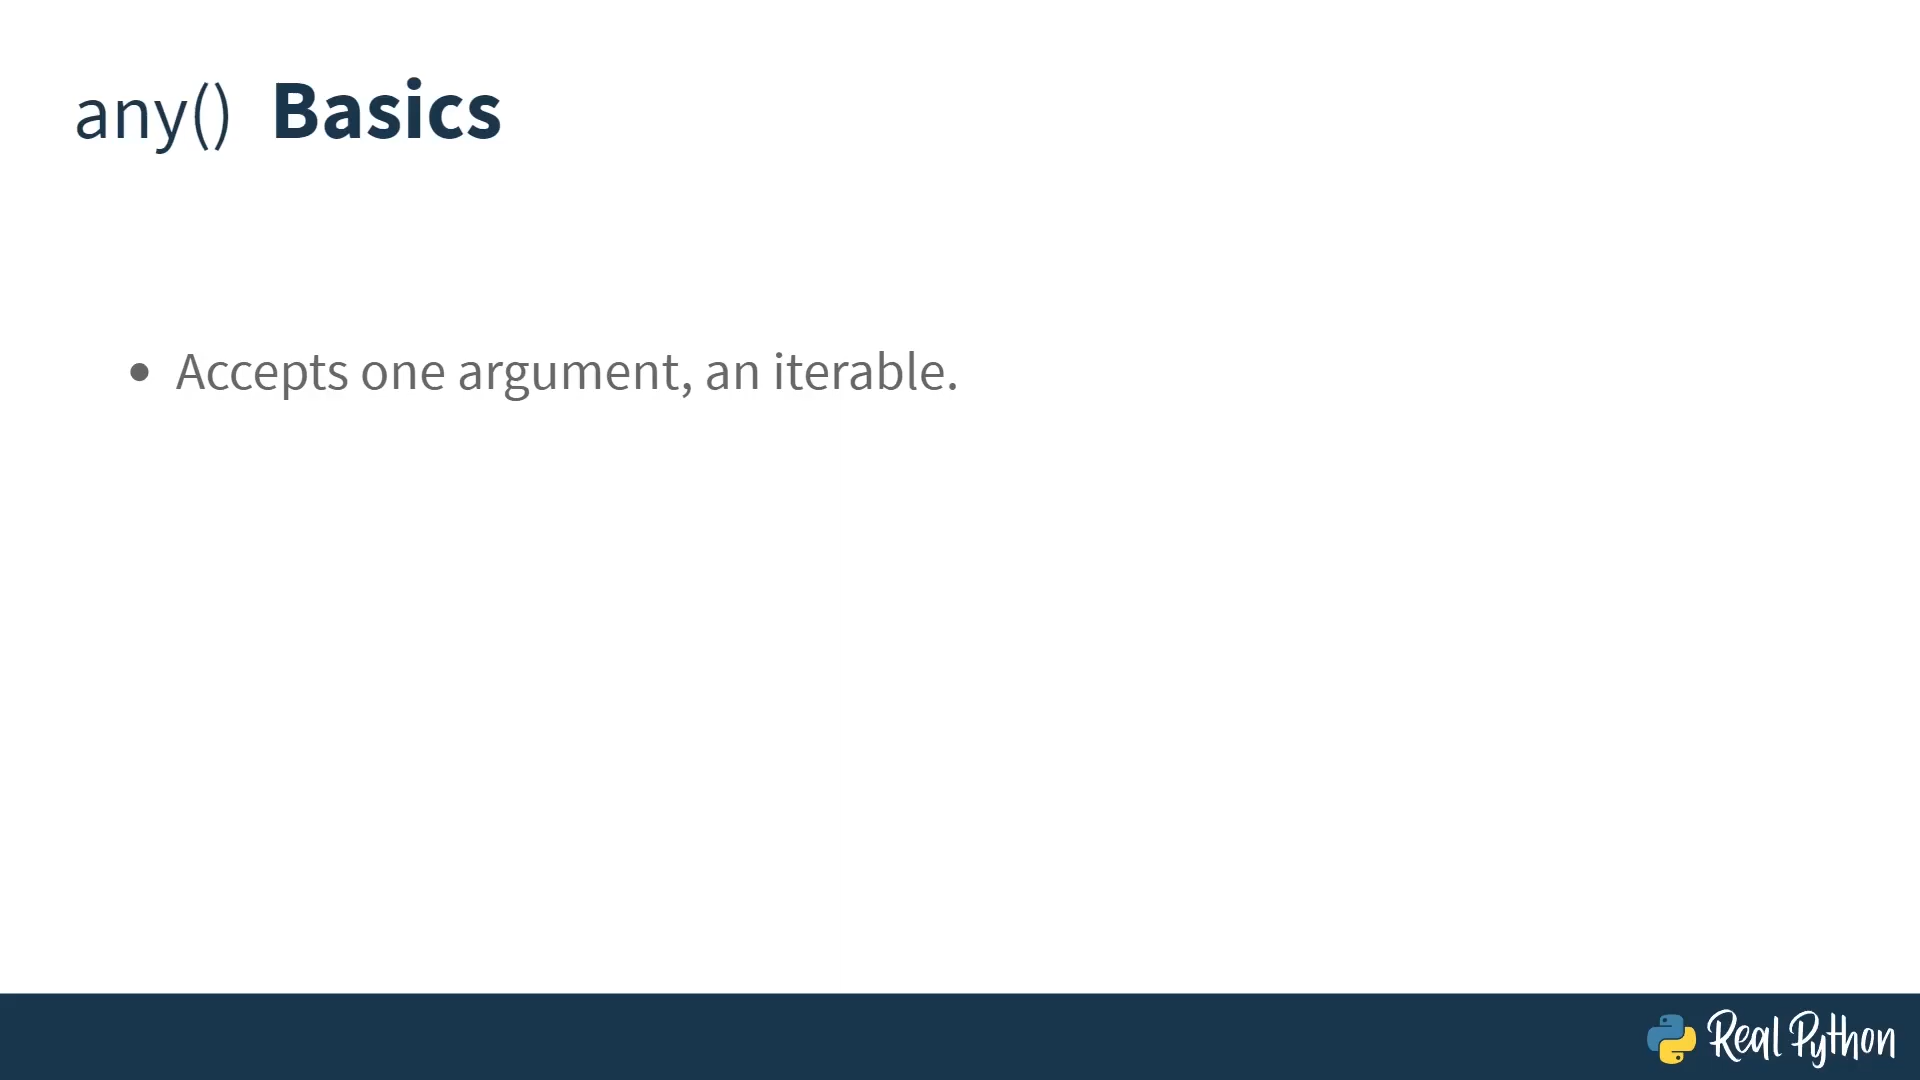 any() Basics
• Accepts one argument, an iterable.
Real Python